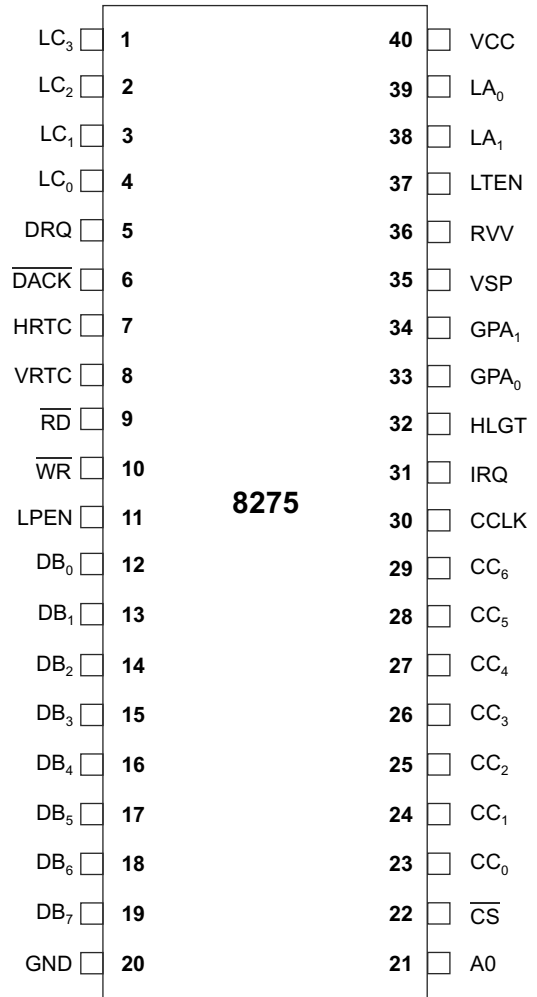 LC₃ 1 40 VCC
LC₂ 2 39 LA₀
LC₁ 3 38 LA₁
LC₀ 4 37 LTEN
DRQ 5 36 RVV
D̅A̅C̅K̅ 6 35 VSP
HRTC 7 34 GPA₁
VRTC 8 33 GPA₀
R̅D̅ 9 32 HLGT
W̅R̅ 10 31 IRQ
8275
LPEN 11 30 CCLK
DB₀ 12 29 CC₆
DB₁ 13 28 CC₅
DB₂ 14 27 CC₄
DB₃ 15 26 CC₃
DB₄ 16 25 CC₂
DB₅ 17 24 CC₁
DB₆ 18 23 CC₀
DB₇ 19 22 C̅S̅
GND 20 21 A0